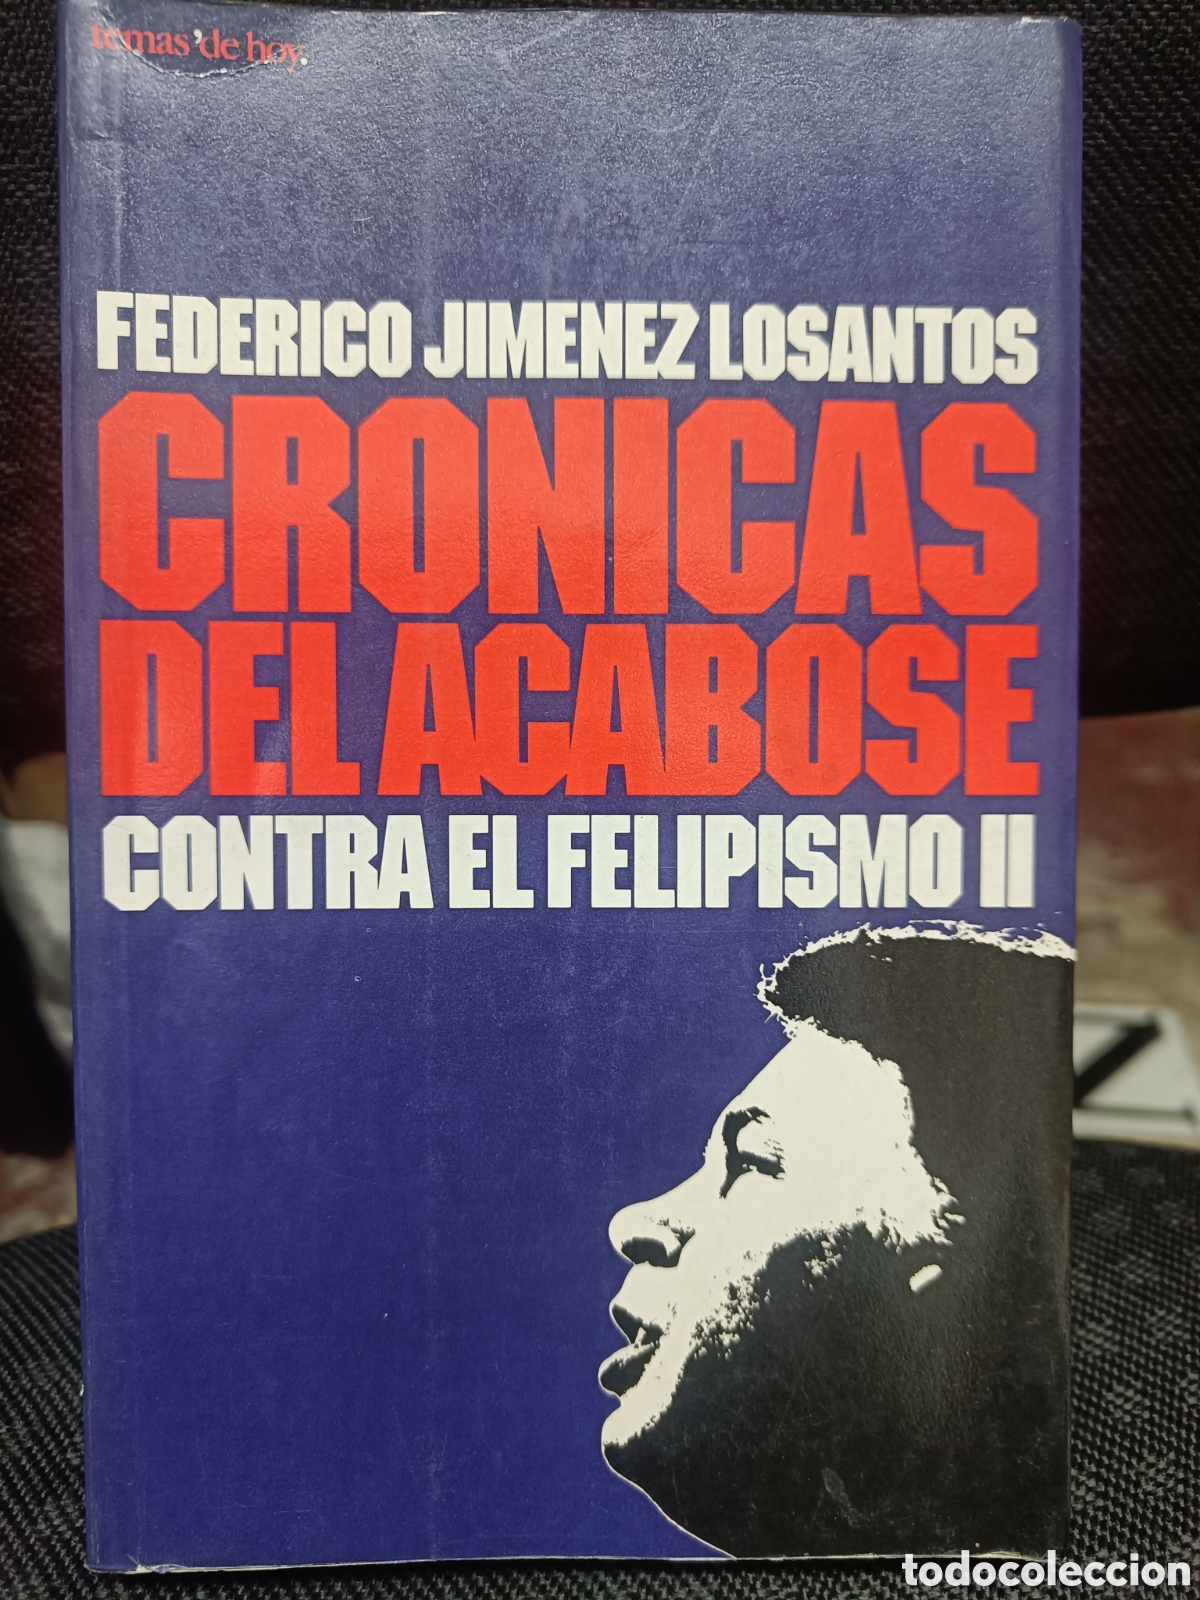 temas 'de hoy.
FEDERICO JIMENEZ LOSANTOS
CRONICAS
DEL ACABOSE
CONTRA EL FELIPISMO II
todocoleccion